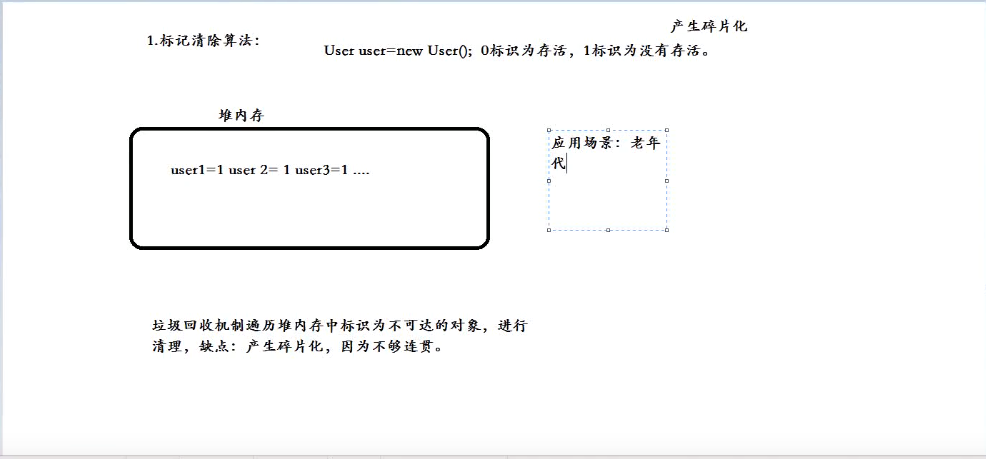 产生碎片化
1.标记清除算法：
User user=new User(); 0标识为存活，1标识为没有存活。
堆内存
user1=1 user 2= 1 user3=1 ....
应用场景：老年
代
垃圾回收机制遍历堆内存中标识为不可达的对象，进行
清理，缺点：产生碎片化，因为不够连贯。